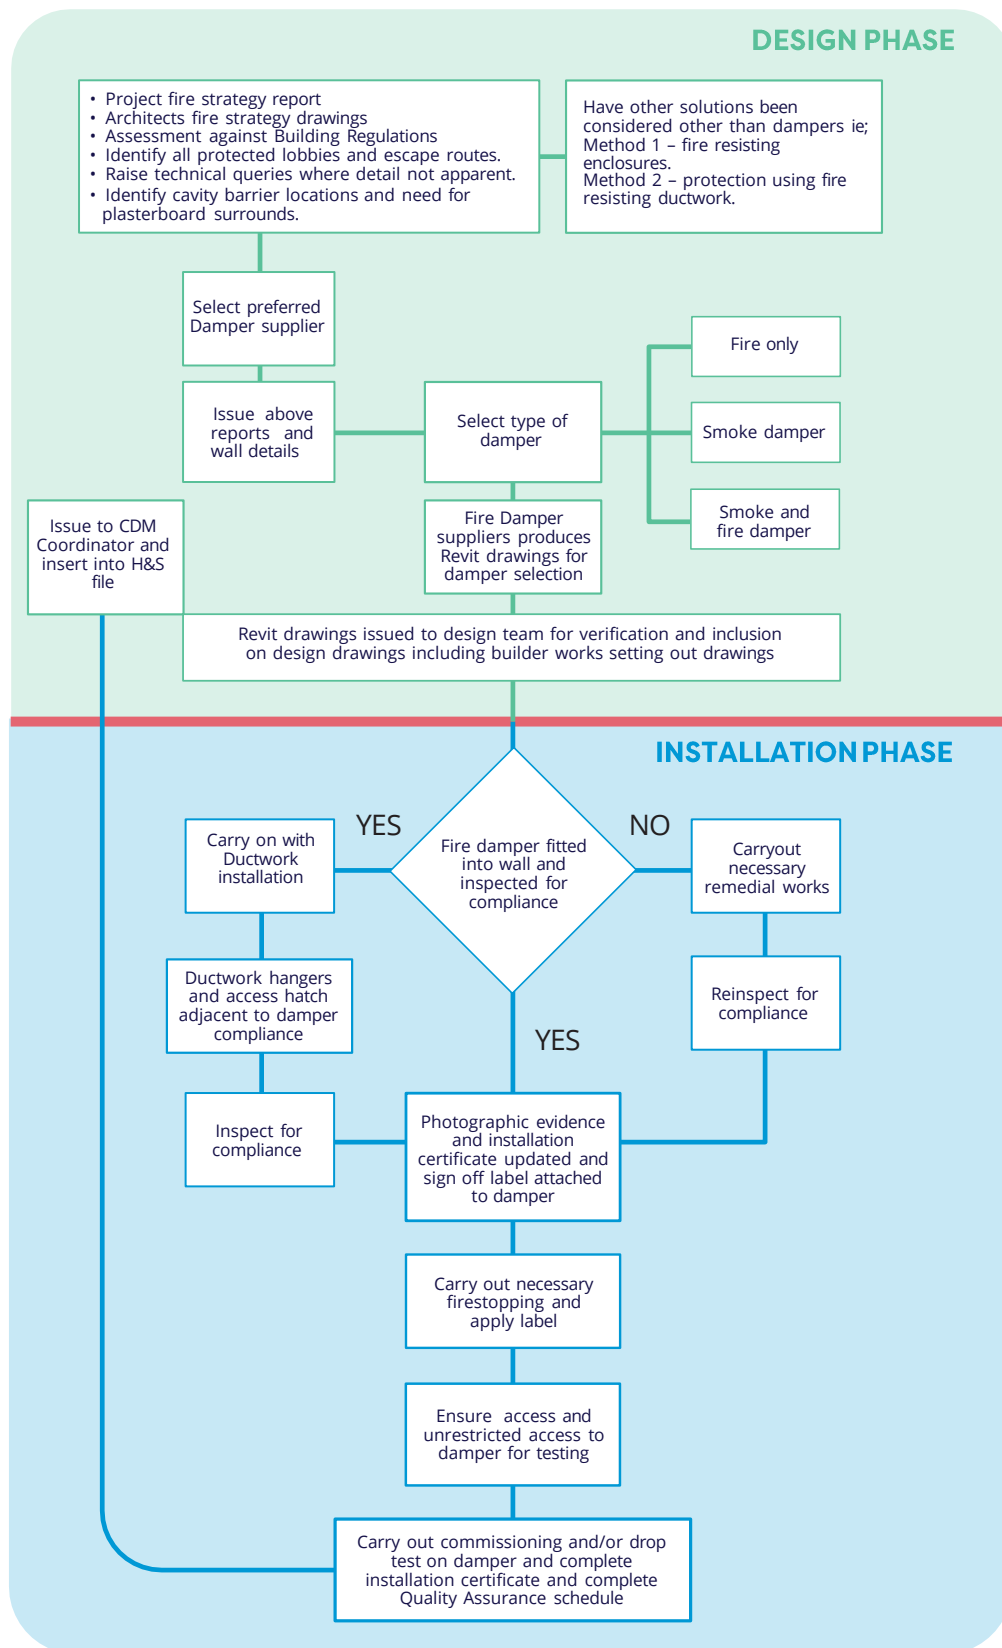 DESIGN PHASE
• Project fire strategy report
• Architects fire strategy drawings
• Assessment against Building Regulations
• Identify all protected lobbies and escape routes.
• Raise technical queries where detail not apparent.
• Identify cavity barrier locations and need for
plasterboard surrounds.
Have other solutions been
considered other than dampers ie;
Method 1 – fire resisting
enclosures.
Method 2 – protection using fire
resisting ductwork.
Select preferred
Damper supplier
Issue above
reports and
wall details
Select type of
damper
Fire only
Smoke damper
Smoke and
fire damper
Issue to CDM
Coordinator and
insert into H&S
file
Fire Damper
suppliers produces
Revit drawings for
damper selection
Revit drawings issued to design team for verification and inclusion
on design drawings including builder works setting out drawings
INSTALLATION PHASE
YES
NO
Carry on with
Ductwork
installation
Fire damper fitted
into wall and
inspected for
compliance
Carryout
necessary
remedial works
Ductwork hangers
and access hatch
adjacent to damper
compliance
Reinspect for
compliance
YES
Inspect for
compliance
Photographic evidence
and installation
certificate updated and
sign off label attached
to damper
Carry out necessary
firestopping and
apply label
Ensure access and
unrestricted access to
damper for testing
Carry out commissioning and/or drop
test on damper and complete
installation certificate and complete
Quality Assurance schedule